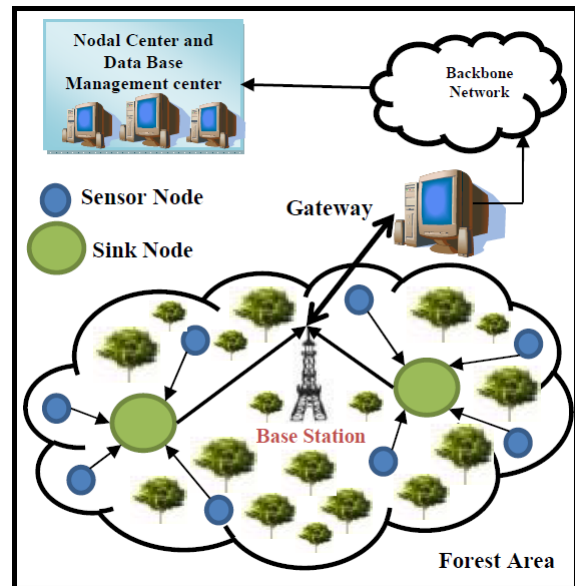 Nodal Center and
Data Base
Management center
Backbone
Network
Sensor Node
Gateway
Sink Node
Base Station
Forest Area